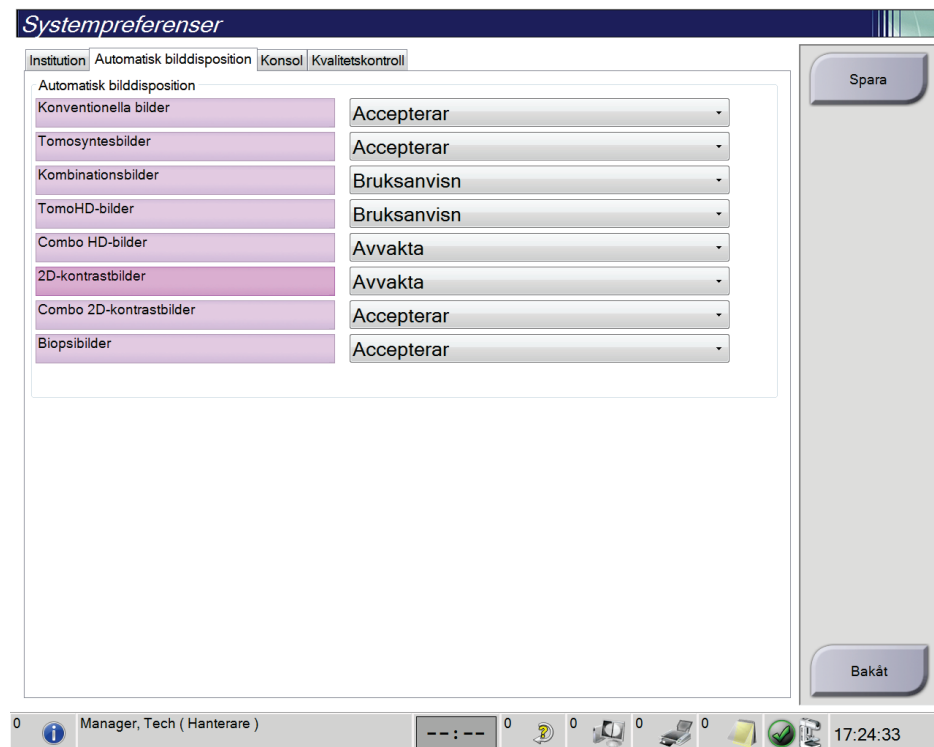 Systempreferenser
Institution Automatisk bilddisposition Konsol Kvalitetskontroll
Spara
Automatisk bilddisposition
Konventionella bilder Accepterar
Tomosyntesbilder Accepterar
Kombinationsbilder Bruksanvisn
TomoHD-bilder Bruksanvisn
Combo HD-bilder Avvakta
2D-kontrastbilder Avvakta
Combo 2D-kontrastbilder Accepterar
Biopsibilder Accepterar
Bakåt
0 Manager, Tech ( Hanterare ) --:-- 0 0 0 0 17:24:33